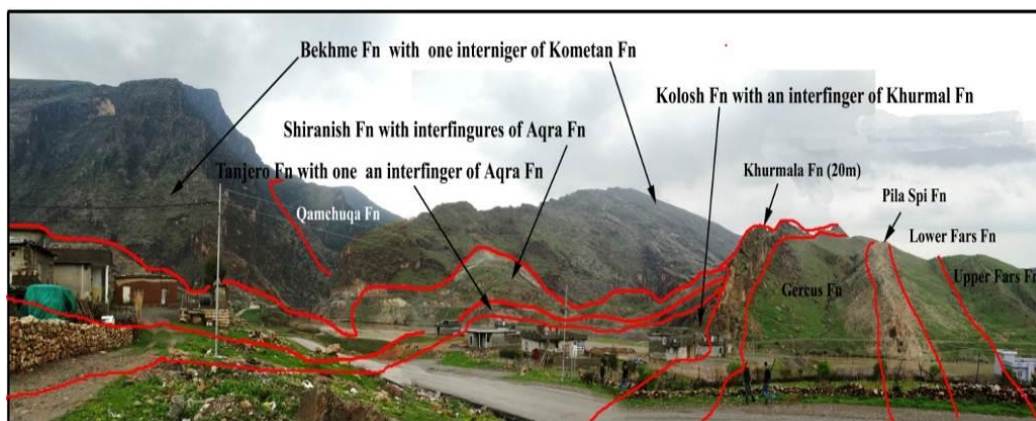 Bekhme Fn with one interniger of Kometan Fn
Kolosh Fn with an interfinger of Khurmal Fn
Shiranish Fn with interfingures of Aqra Fn
Tanjero Fn with one an interfinger of Aqra Fn
Khurmala Fn (20m)
Qamchuqa Fn
Pila Spi Fn
Lower Fars Fn
Upper Fars Fn
Gercus Fn